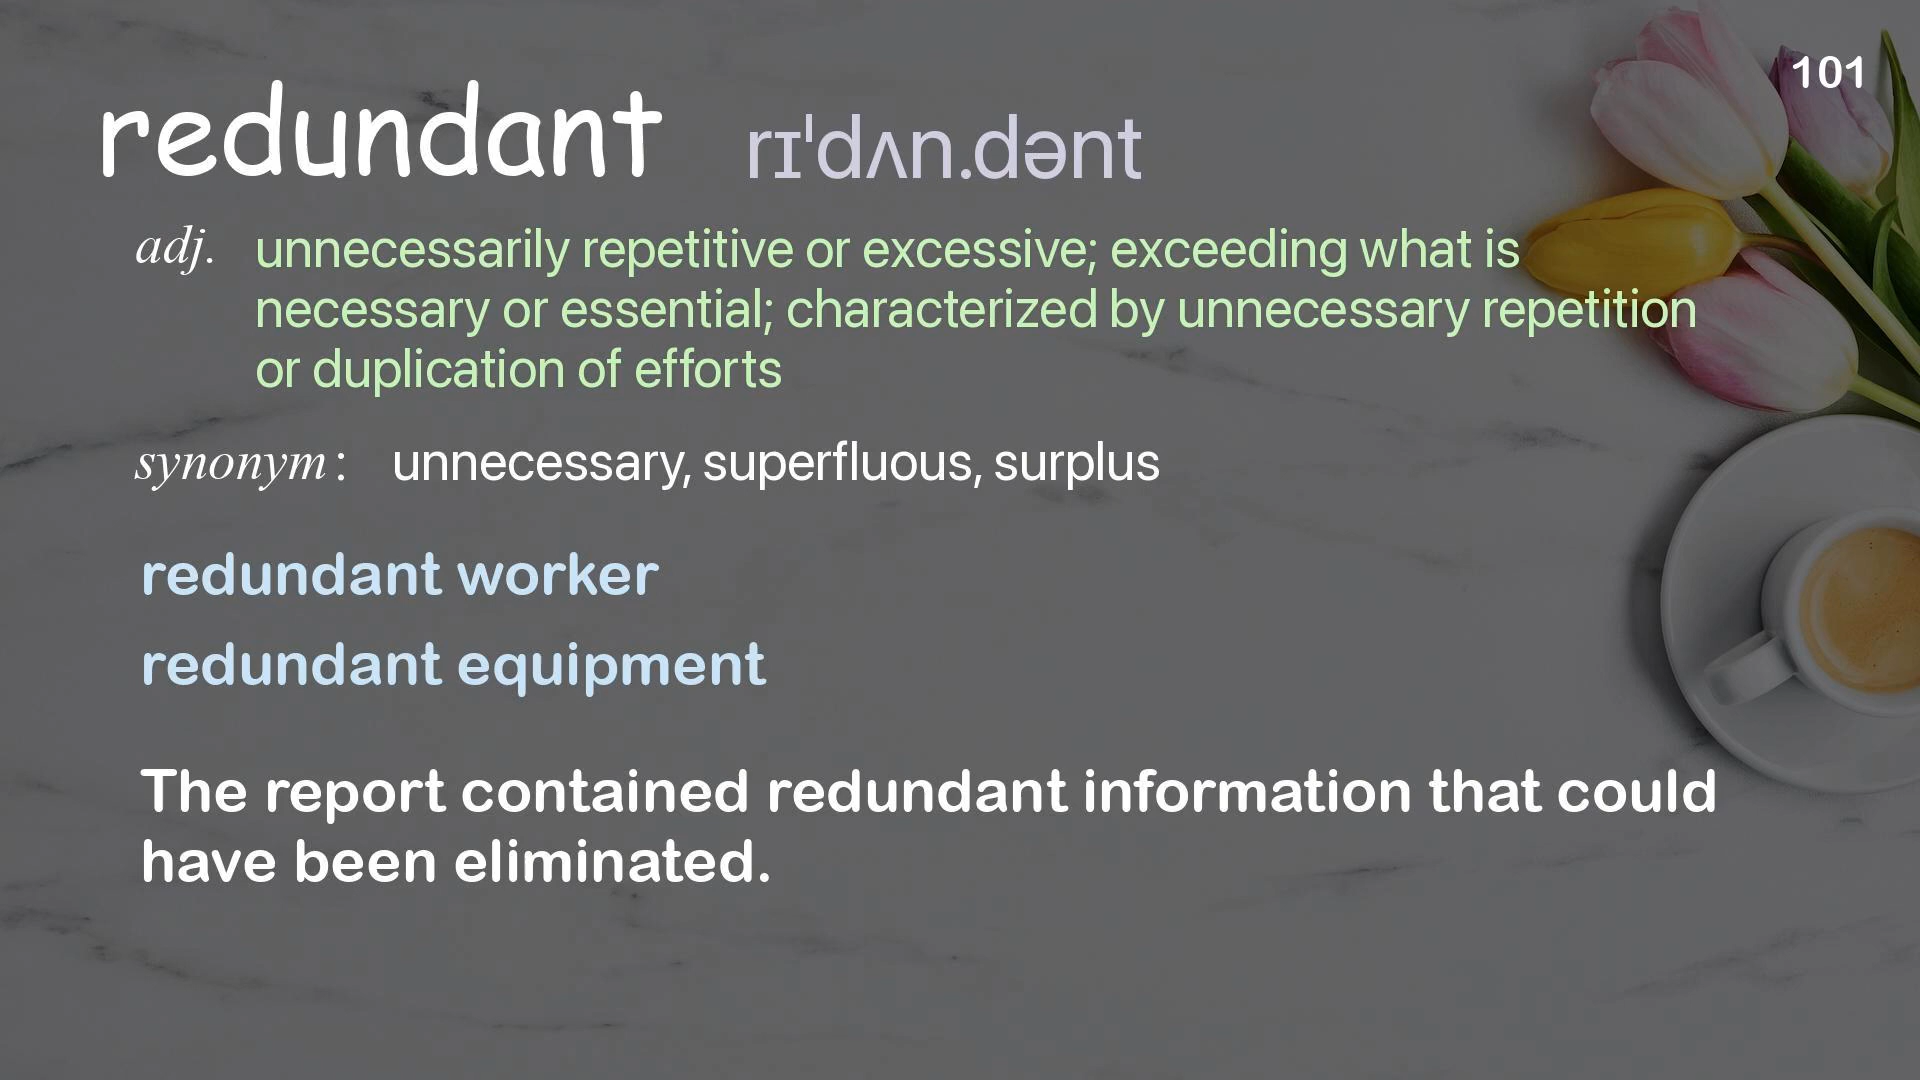 101
redundant rɪˈdʌn.dənt
adj. unnecessarily repetitive or excessive; exceeding what is
necessary or essential; characterized by unnecessary repetition
or duplication of efforts
synonym: unnecessary, superfluous, surplus
redundant worker
redundant equipment
The report contained redundant information that could
have been eliminated.